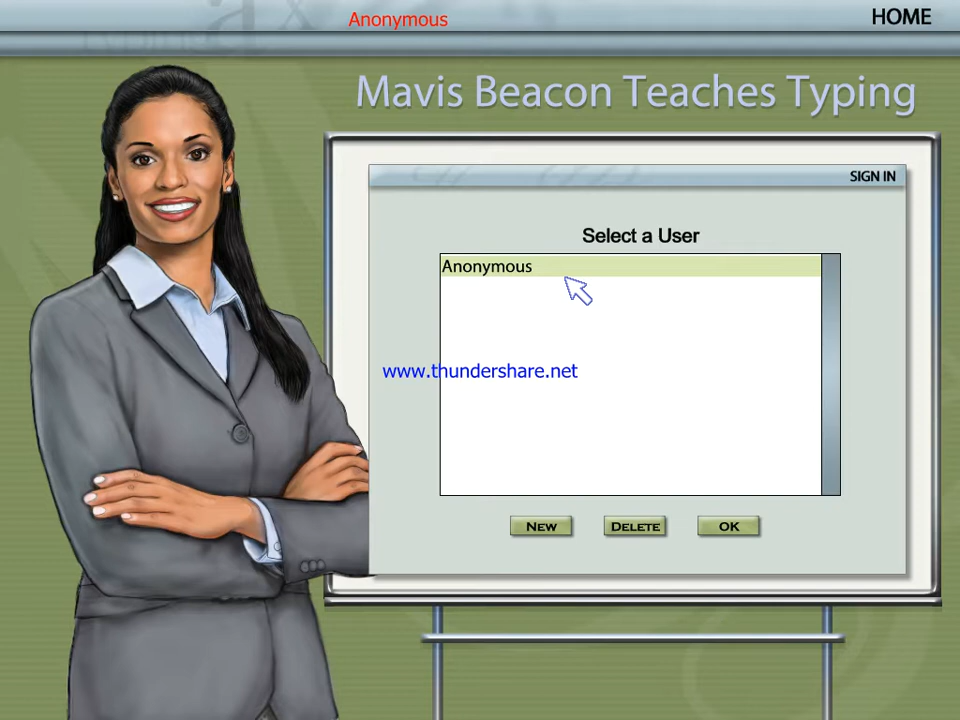 Anonymous
HOME
Mavis Beacon Teaches Typing
SIGN IN
Select a User
Anonymous
www.thundershare.net
NEW
DELETE
OK